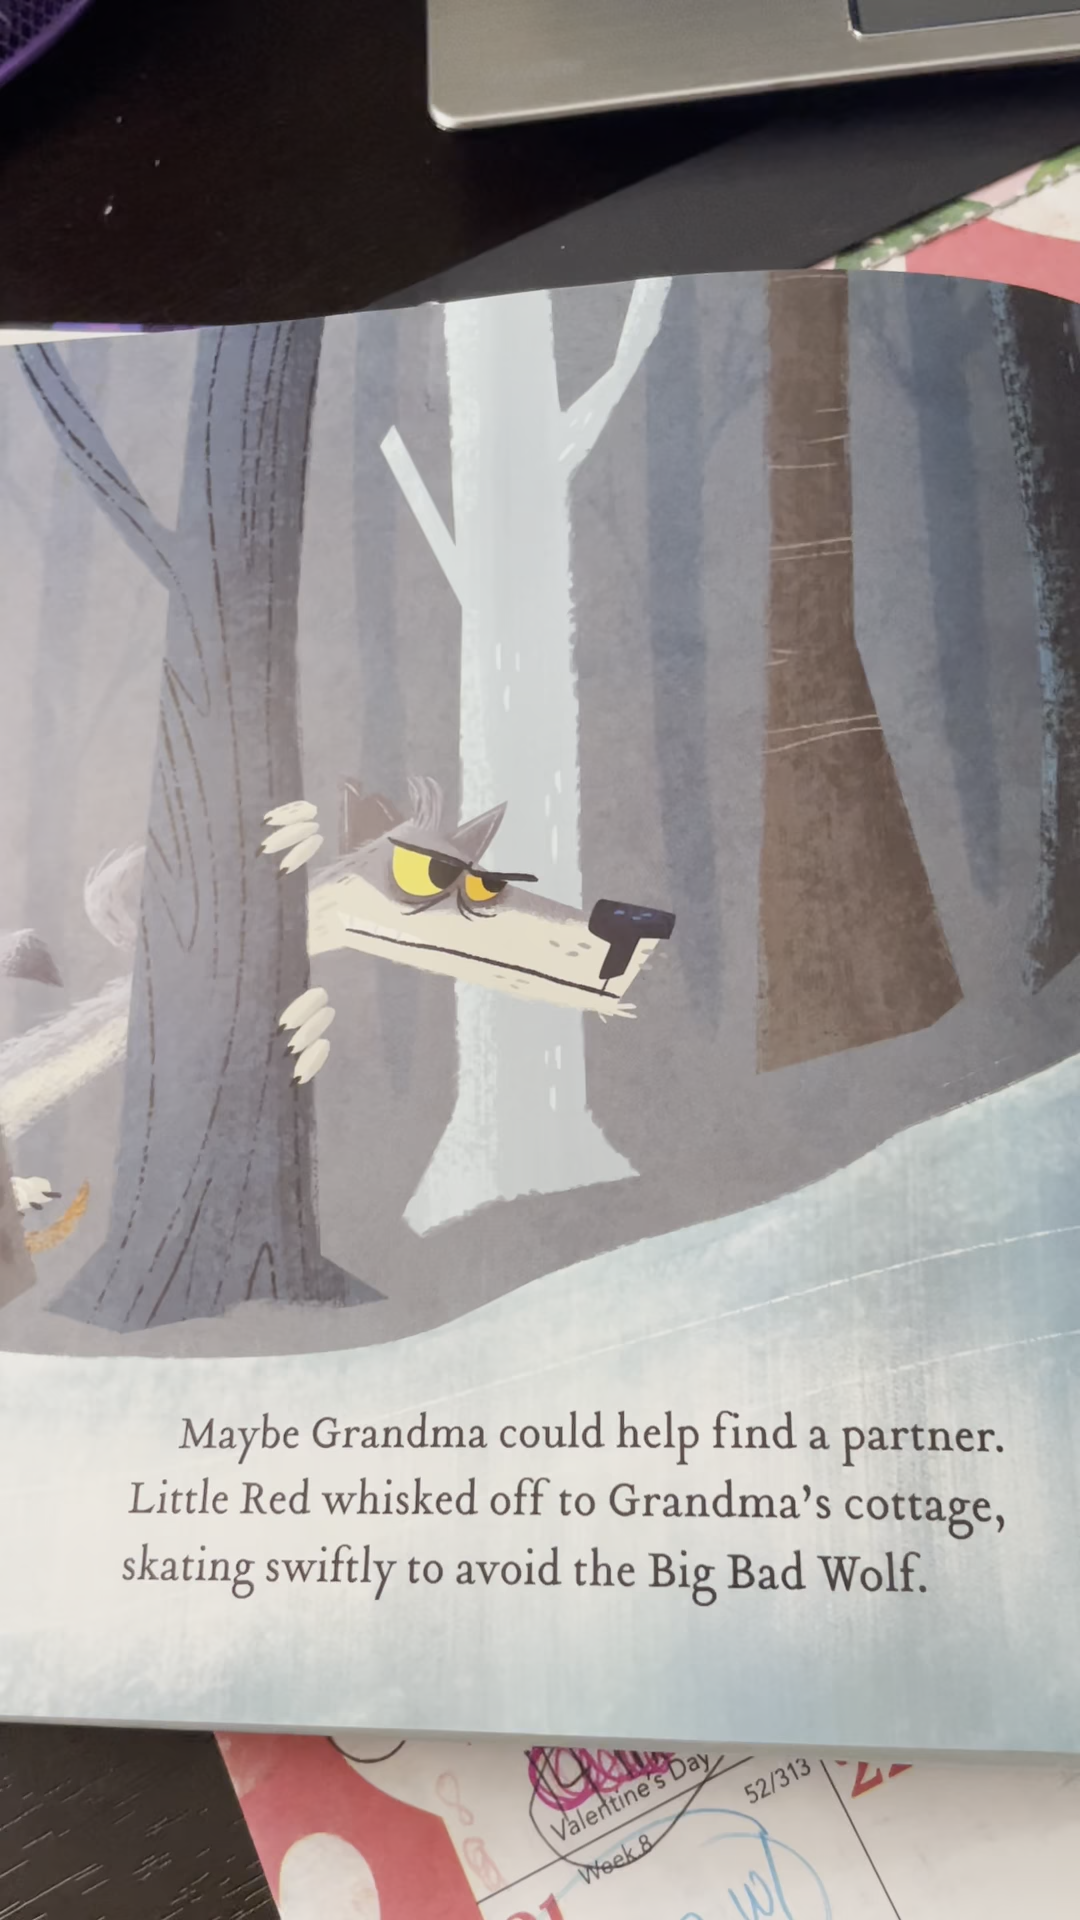 Maybe Grandma could help find a partner.
Little Red whisked off to Grandma's cottage,
skating swiftly to avoid the Big Bad Wolf.
Valentine's Day
52/313
Week 8